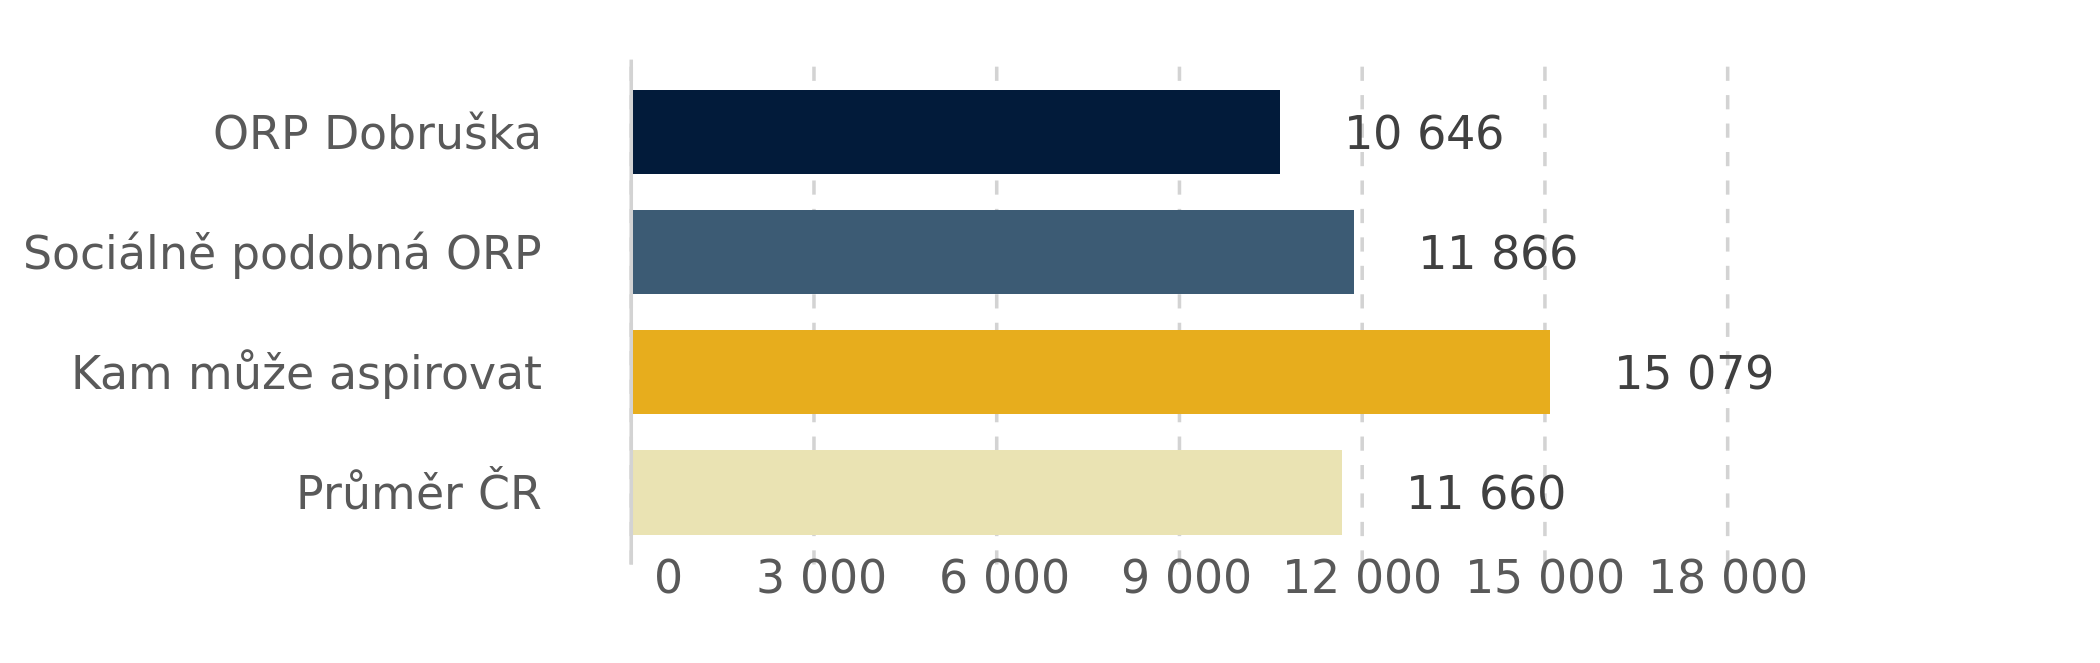 ORP Dobruška 10 646
Sociálně podobná ORP 11 866
Kam může aspirovat 15 079
Průměr ČR 11 660
0 3 000 6 000 9 000 12 000 15 000 18 000